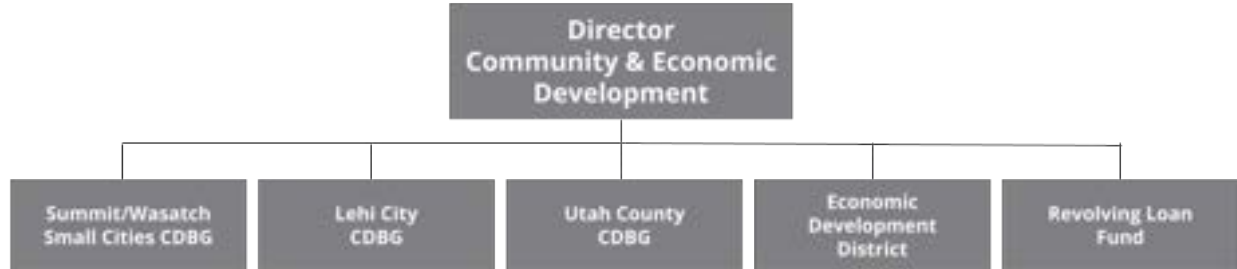 Director
Community & Economic
Development
Summit/Wasatch
Small Cities CDBG
Lehi City
CDBG
Utah County
CDBG
Economic
Development
District
Revolving Loan
Fund